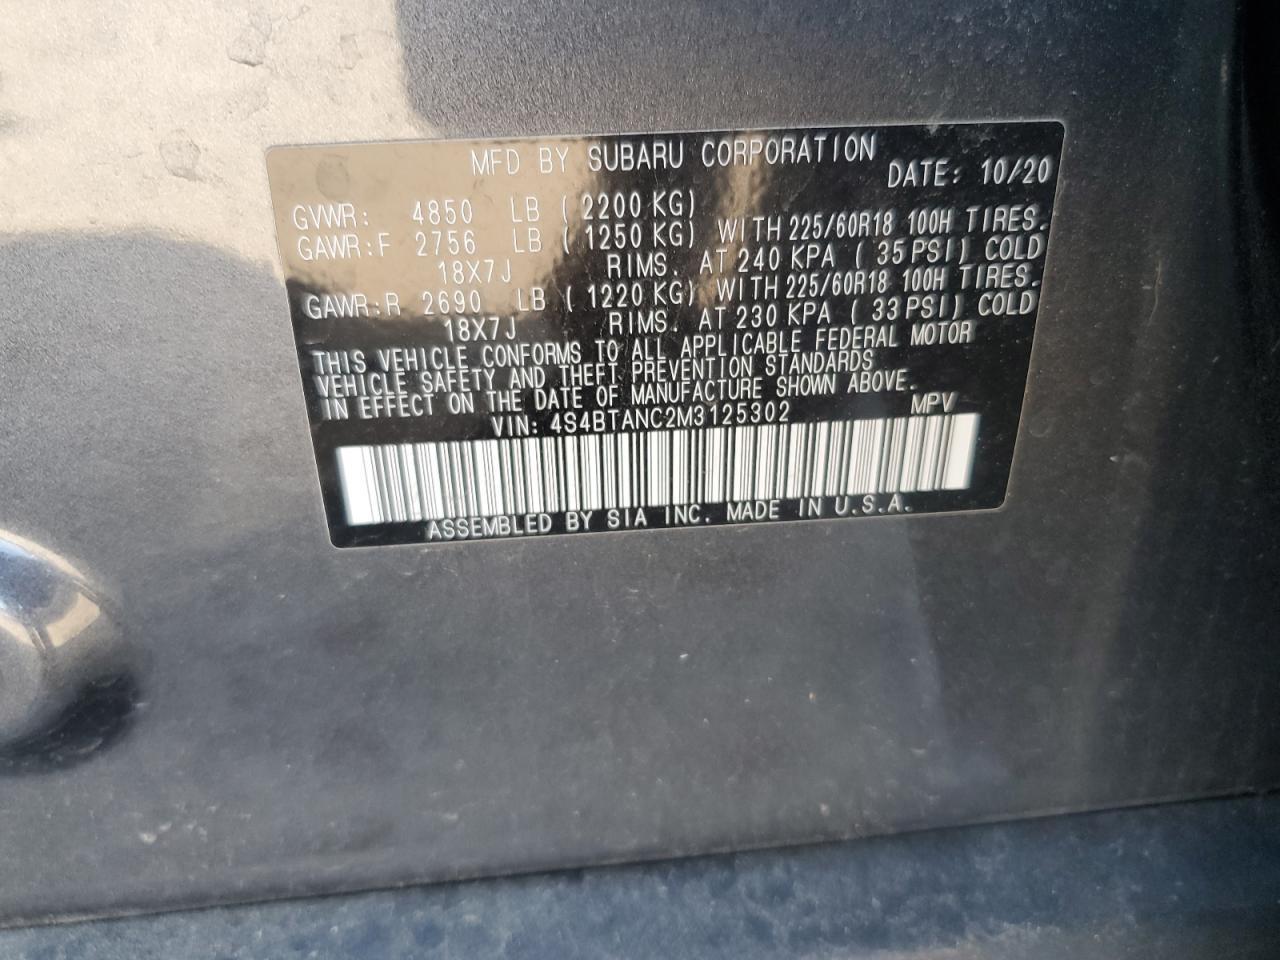 MFD BY SUBARU CORPORATION
DATE: 10/20
GVWR: 4850 LB ( 2200 KG)
GAWR:F 2756 LB ( 1250 KG) WITH 225/60R18 100H TIRES.
18X7J RIMS. AT 240 KPA ( 35 PSI) COLD
GAWR:R 2690 LB ( 1220 KG) WITH 225/60R18 100H TIRES.
18X7J RIMS. AT 230 KPA ( 33 PSI) COLD
THIS VEHICLE CONFORMS TO ALL APPLICABLE FEDERAL MOTOR
VEHICLE SAFETY AND THEFT PREVENTION STANDARDS
IN EFFECT ON THE DATE OF MANUFACTURE SHOWN ABOVE.
VIN: 4S4BTANC2M3125302 MPV
ASSEMBLED BY SIA INC. MADE IN U.S.A.